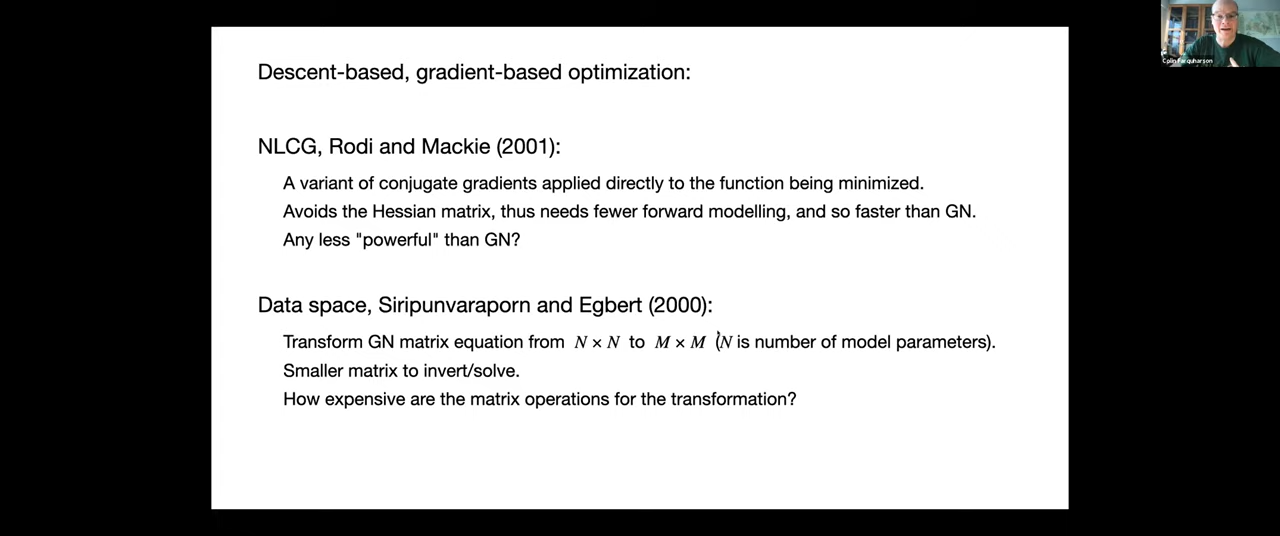 Descent-based, gradient-based optimization:
NLCG, Rodi and Mackie (2001):
A variant of conjugate gradients applied directly to the function being minimized.
Avoids the Hessian matrix, thus needs fewer forward modelling, and so faster than GN.
Any less "powerful" than GN?
Data space, Siripunvaraporn and Egbert (2000):
Transform GN matrix equation from N × N to M × M (N is number of model parameters).
Smaller matrix to invert/solve.
How expensive are the matrix operations for the transformation?
Colin Farquharson